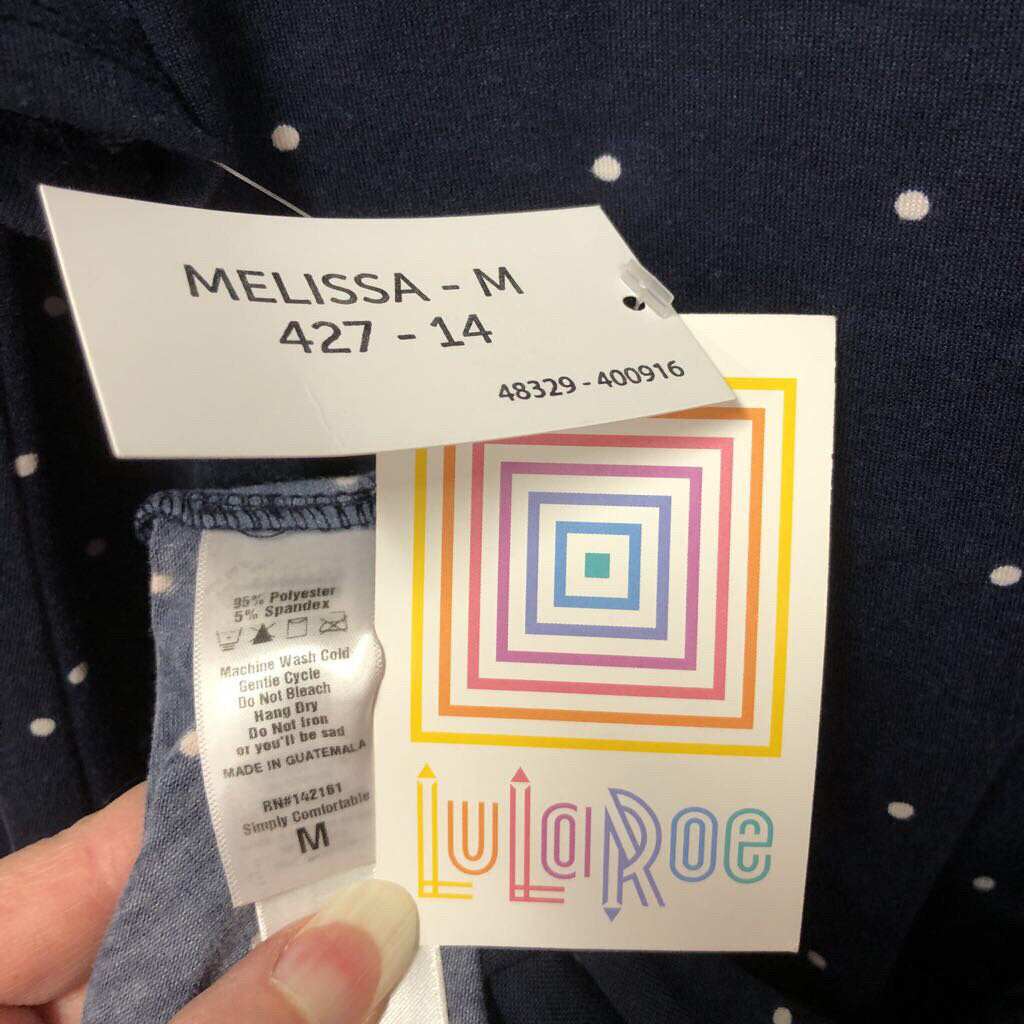 MELISSA - M
427 - 14
48329 - 400916
95% Polyester
5% Spandex
Machine Wash Cold
Gentle Cycle
Do Not Bleach
Hang Dry
Do Not Iron
or you'll be sad
MADE IN GUATEMALA
RN#142161
Simply Comfortable
M
LuLaRoe